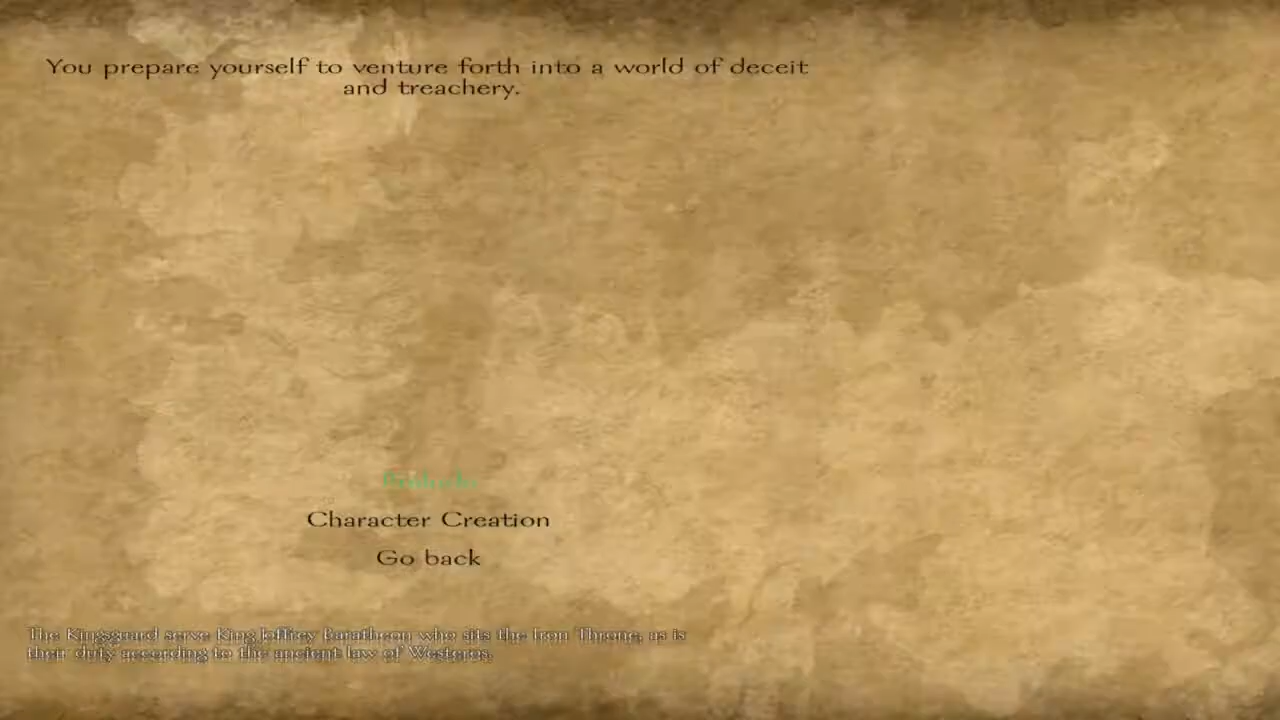 You prepare yourself to venture forth into a world of deceit
and treachery.
Prelude
Character Creation
Go back
The Kingsguard serve King Joffrey Baratheon who sits the Iron Throne, as is
their duty according to the ancient law of Westeros.